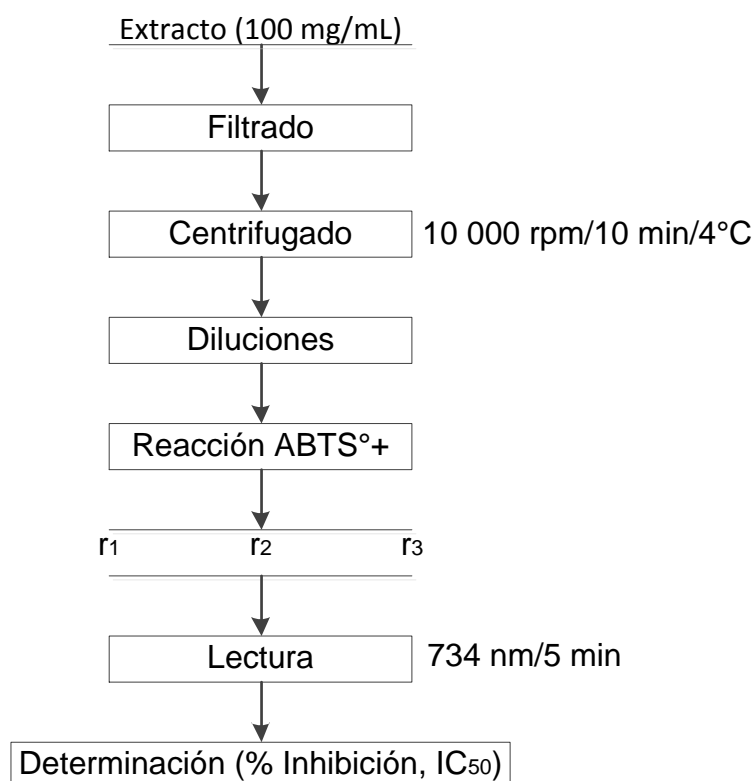 Extracto (100 mg/mL)
Filtrado
Centrifugado 10 000 rpm/10 min/4°C
Diluciones
Reacción ABTS°+
r1 r2 r3
Lectura 734 nm/5 min
Determinación (% Inhibición, IC50)